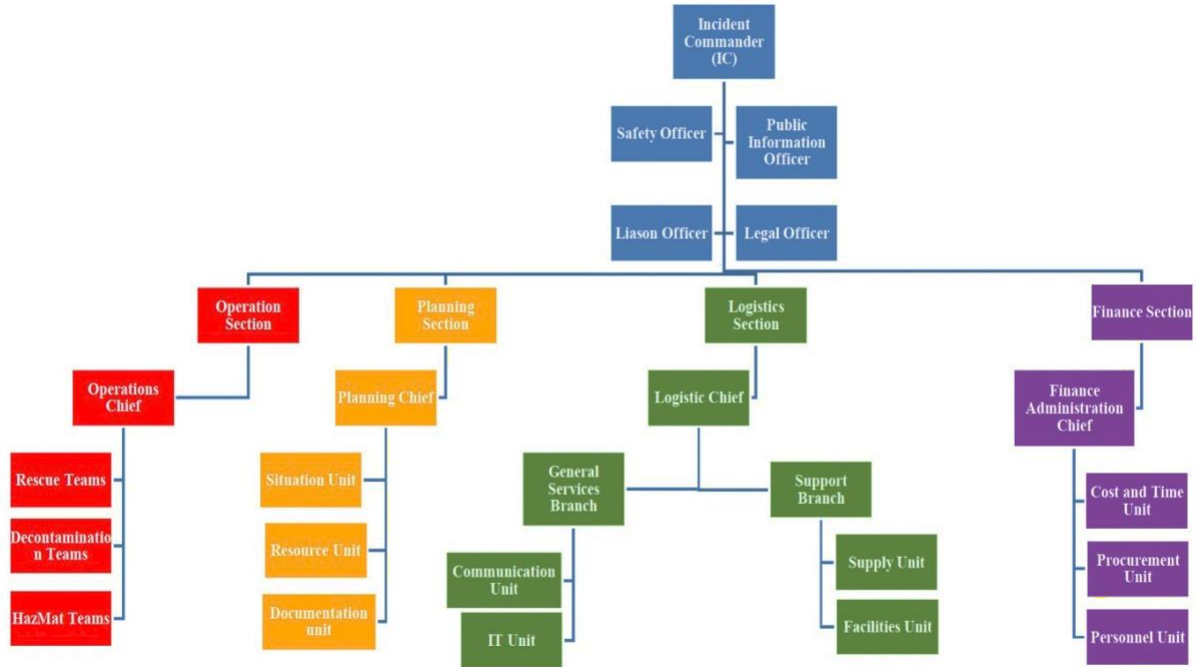 Incident
Commander
(IC)
Safety Officer
Public
Information
Officer
Liason Officer
Legal Officer
Operation
Section
Planning
Section
Logistics
Section
Finance Section
Operations
Chief
Planning Chief
Logistic Chief
Finance
Administration
Chief
Rescue Teams
Decontaminatio
n Teams
HazMat Teams
Situation Unit
Resource Unit
Documentation
unit
General
Services
Branch
Communication
Unit
IT Unit
Support
Branch
Supply Unit
Facilities Unit
Cost and Time
Unit
Procurement
Unit
Personnel Unit